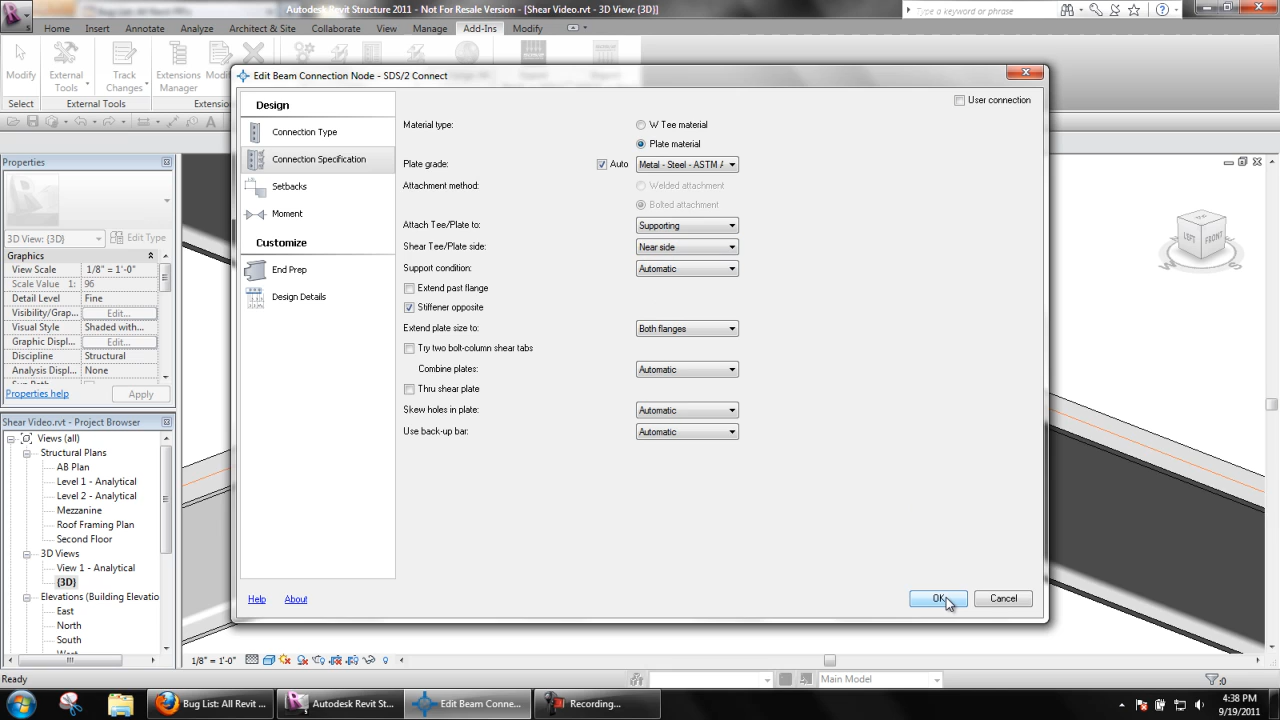 Autodesk Revit Structure 2011 - Not For Resale Version - [Shear Video.rvt - 3D View: {3D}]
Type a keyword or phrase
Home Insert Annotate Analyze Architect & Site Collaborate View Manage Add-Ins Modify
Modify External Tools Track Changes Extensions Manager
Select External Tools
Edit Beam Connection Node - SDS/2 Connect
Design
Connection Type
Connection Specification
Setbacks
Moment
Customize
End Prep
Design Details
User connection
Material type: W Tee material
Plate material
Plate grade: Auto Metal - Steel - ASTM A
Attachment method: Welded attachment
Bolted attachment
Attach Tee/Plate to: Supporting
Shear Tee/Plate side: Near side
Support condition: Automatic
Extend past flange
Stiffener opposite
Extend plate size to: Both flanges
Try two bolt-column shear tabs
Combine plates: Automatic
Thru shear plate
Skew holes in plate: Automatic
Use back-up bar: Automatic
Help About
OK Cancel
Properties
3D View: {3D} Edit Type
Graphics
View Scale 1/8" = 1'-0"
Scale Value 1: 96
Detail Level Fine
Visibility/Grap... Edit...
Visual Style Shaded with...
Graphic Displ... Edit...
Discipline Structural
Analysis Displ... None
Properties help Apply
Shear Video.rvt - Project Browser
Views (all)
Structural Plans
AB Plan
Level 1 - Analytical
Level 2 - Analytical
Mezzanine
Roof Framing Plan
Second Floor
3D Views
View 1 - Analytical
{3D}
Elevations (Building Elevatio
East
North
South
West
LEFT FRONT
1/8" = 1'-0"
Ready
Main Model
:0
Bug List: All Revit ...
Autodesk Revit St...
Edit Beam Conne...
Recording...
4:38 PM
9/19/2011